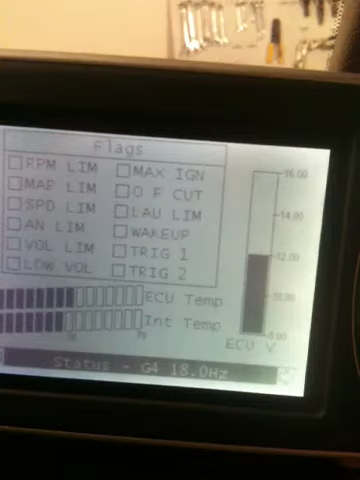 Flags
RPM LIM
MAX IGN
16.00
MAP LIM
O F CUT
SPD LIM
LAU LIM
14.00
AN LIM
WAKEUP
VOL LIM
TRIG 1
12.00
LOW VOL
TRIG 2
ECU Temp
10.00
Int Temp
8.00
ECU V
Status - G4 18.0Hz